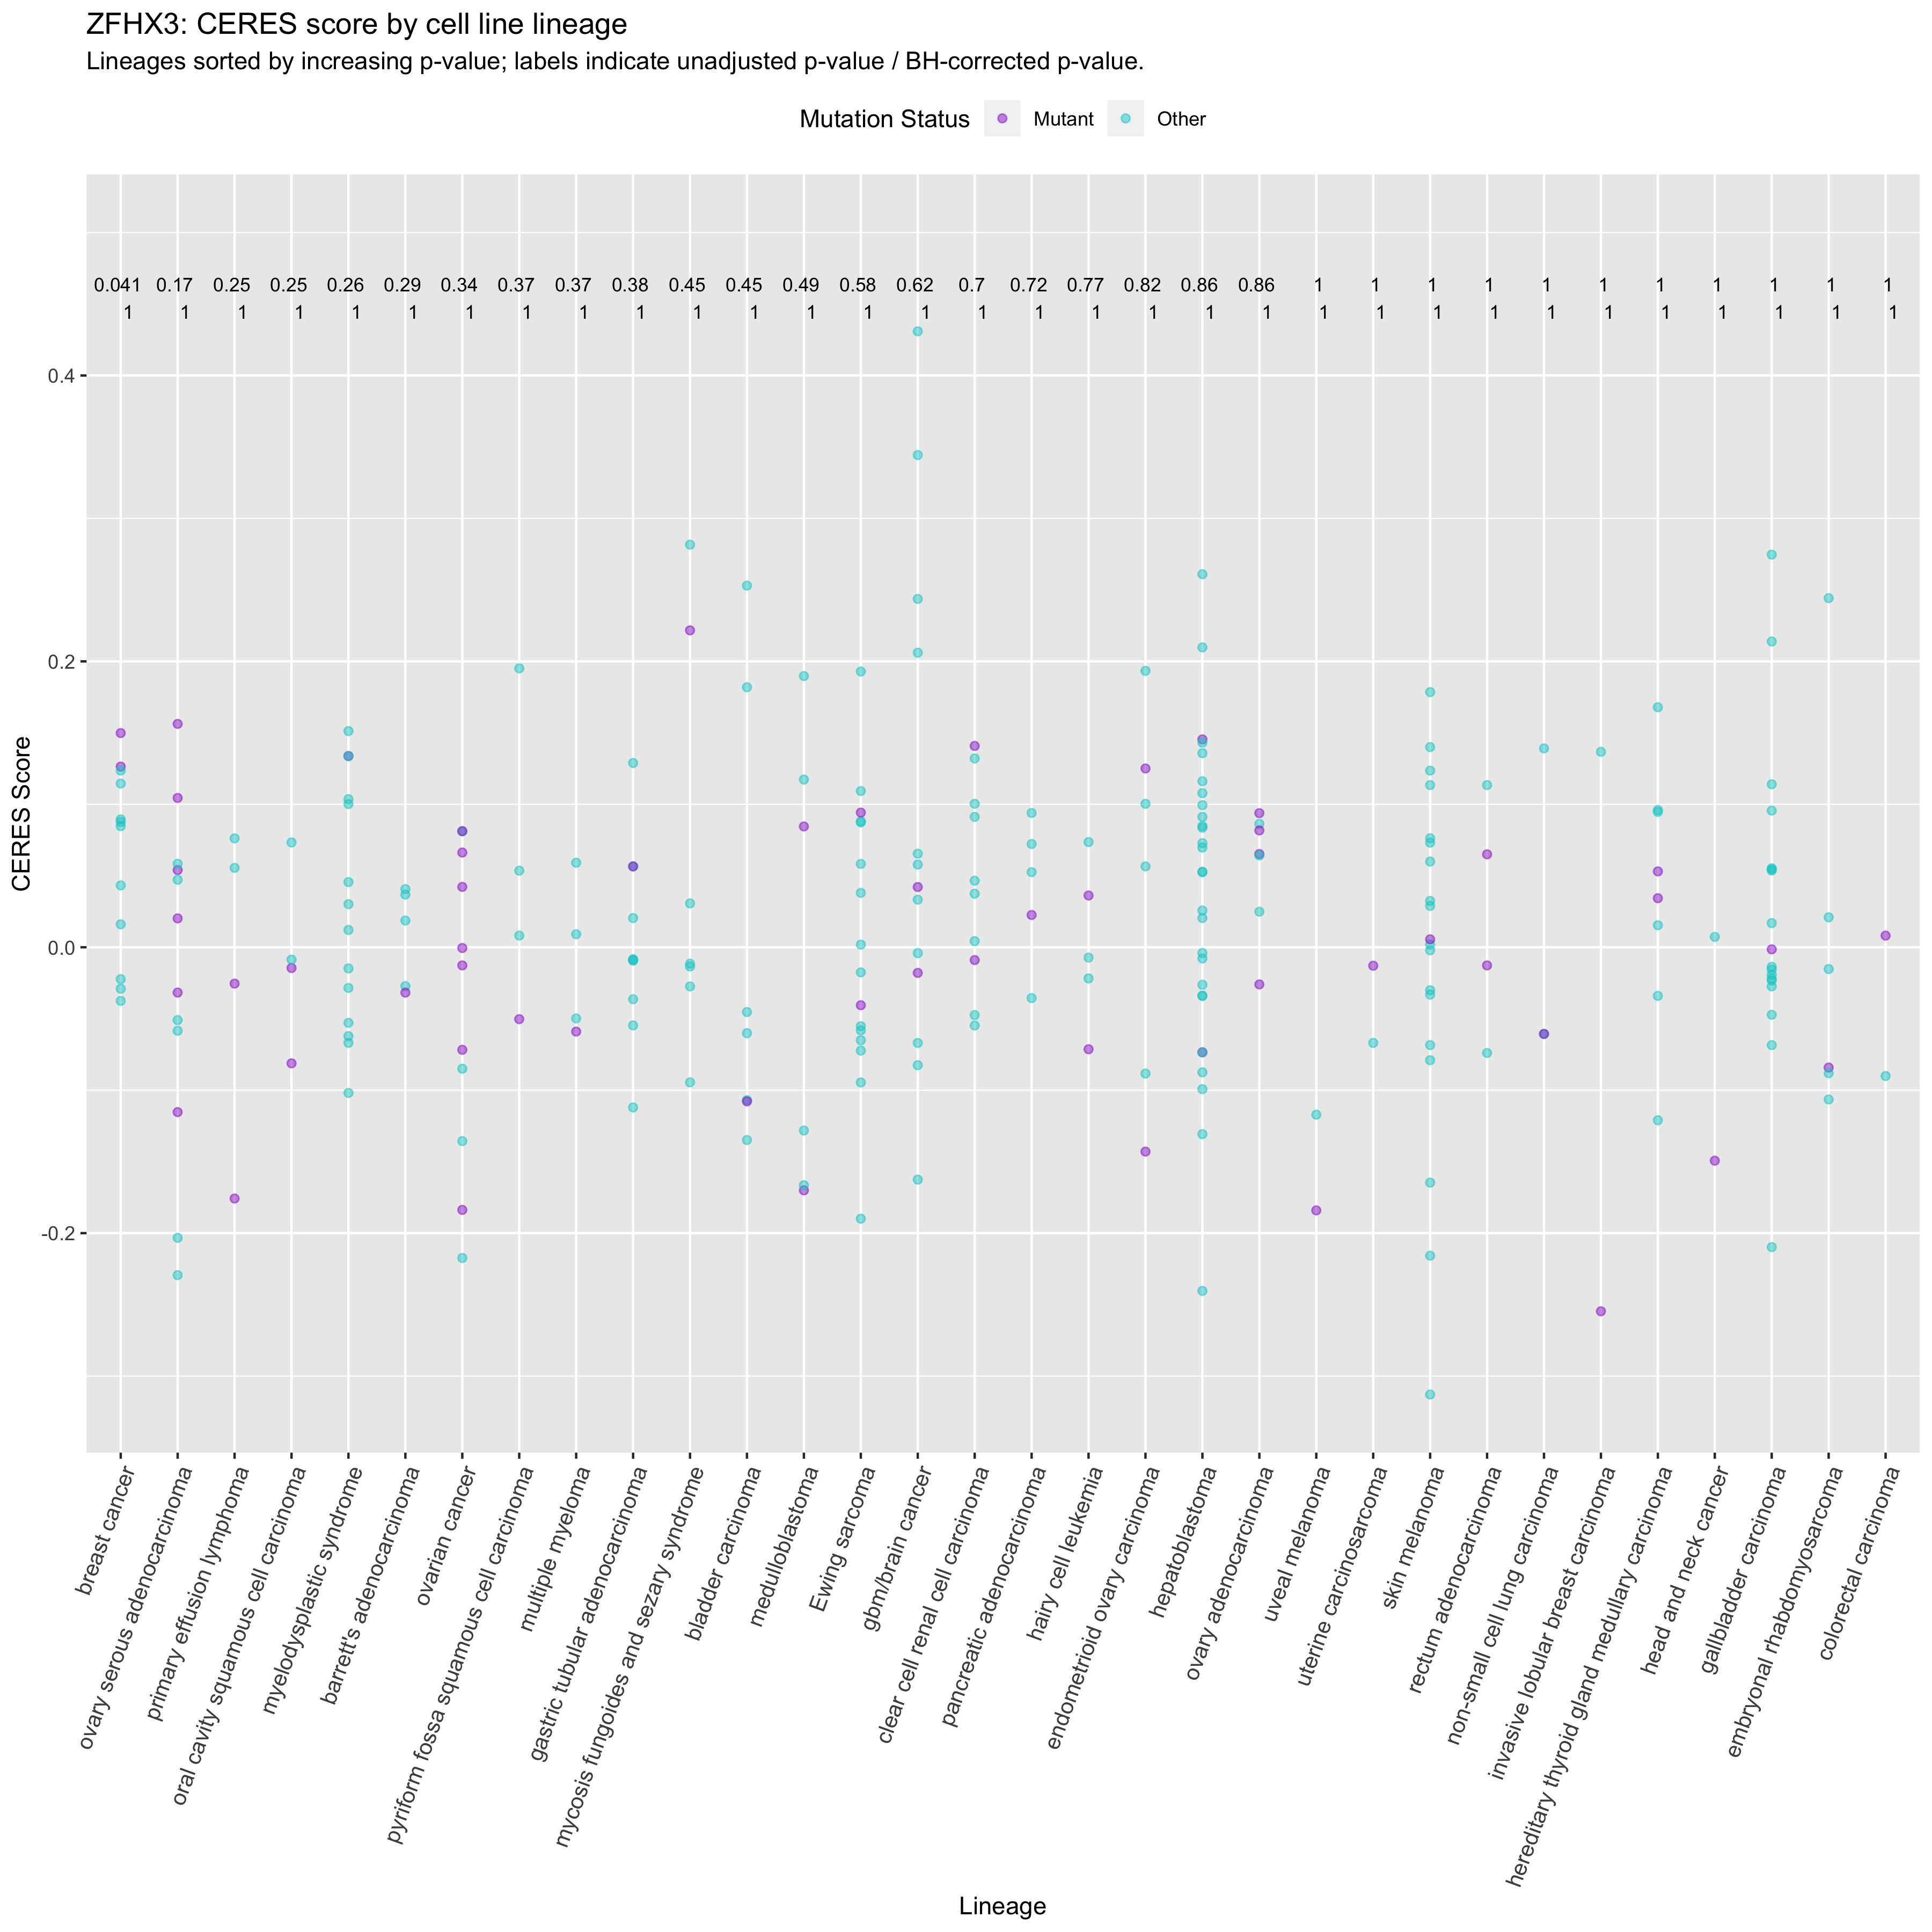 ZFHX3: CERES score by cell line lineage
Lineages sorted by increasing p-value; labels indicate unadjusted p-value / BH-corrected p-value.
Mutation Status Mutant Other
0.041 0.17 0.25 0.25 0.26 0.29 0.34 0.37 0.37 0.38 0.45 0.45 0.49 0.58 0.62 0.7 0.72 0.77 0.82 0.86 0.86 1 1 1 1 1 1 1 1 1 1 1
1 1 1 1 1 1 1 1 1 1 1 1 1 1 1 1 1 1 1 1 1 1 1 1 1 1 1 1 1 1 1 1
0.4
0.2
0.0
-0.2
CERES Score
breast cancer
ovary serous adenocarcinoma
primary effusion lymphoma
oral cavity squamous cell carcinoma
myelodysplastic syndrome
barrett's adenocarcinoma
ovarian cancer
pyriform fossa squamous cell carcinoma
multiple myeloma
gastric tubular adenocarcinoma
mycosis fungoides and sezary syndrome
bladder carcinoma
medulloblastoma
Ewing sarcoma
gbm/brain cancer
clear cell renal cell carcinoma
pancreatic adenocarcinoma
hairy cell leukemia
endometrioid ovary carcinoma
hepatoblastoma
ovary adenocarcinoma
uveal melanoma
uterine carcinosarcoma
skin melanoma
rectum adenocarcinoma
non-small cell lung carcinoma
invasive lobular breast carcinoma
hereditary thyroid gland medullary carcinoma
head and neck cancer
gallbladder carcinoma
embryonal rhabdomyosarcoma
colorectal carcinoma
Lineage